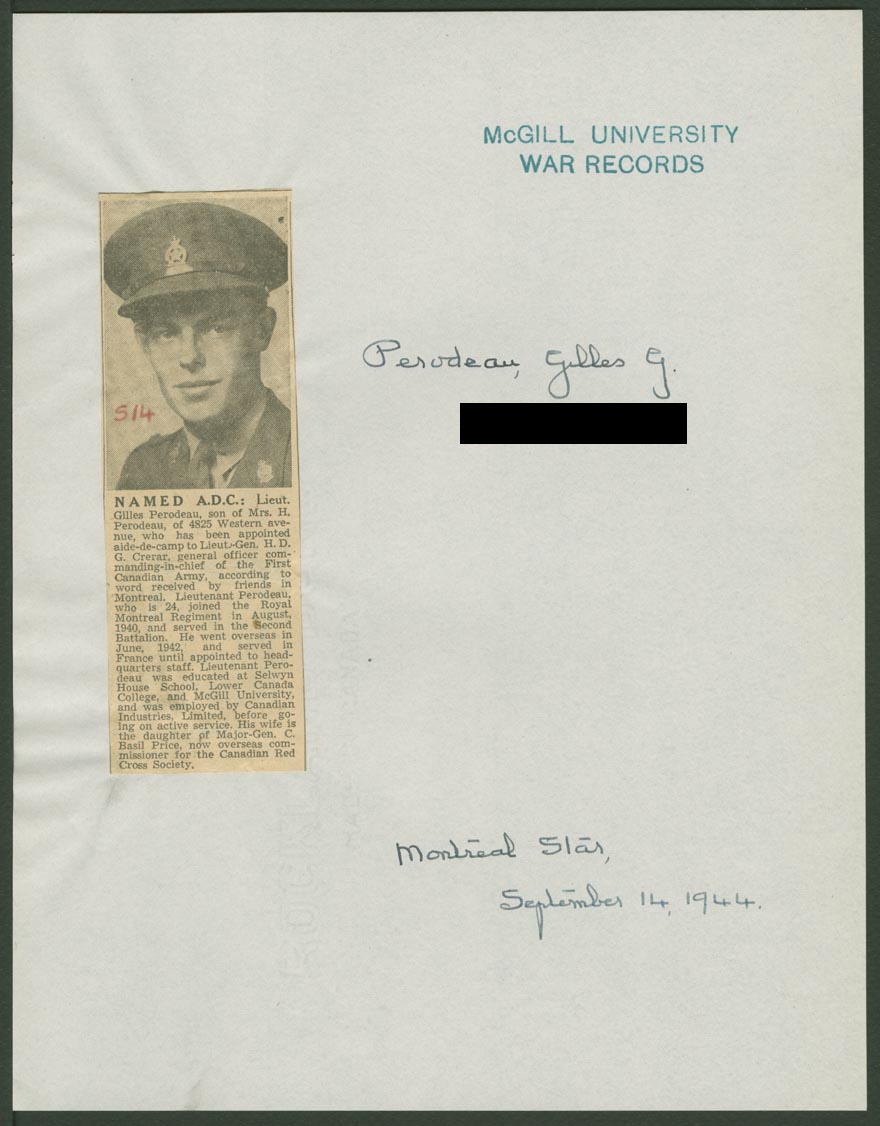 McGILL UNIVERSITY
WAR RECORDS
Perodeau, Gilles G.
S14
NAMED A.D.C.: Lieut.
Gilles Perodeau, son of Mrs. H.
Perodeau, of 4825 Western ave-
nue, who has been appointed
aide-de-camp to Lieut.-Gen. H. D.
G. Crerar, general officer com-
manding-in-chief of the First
Canadian Army, according to
word received by friends in
Montreal. Lieutenant Perodeau,
who is 24, joined the Royal
Montreal Regiment in August,
1940, and served in the Second
Battalion. He went overseas in
June, 1942, and served in
France until appointed to head-
quarters staff. Lieutenant Pero-
deau was educated at Selwyn
House School, Lower Canada
College, and McGill University,
and was employed by Canadian
Industries, Limited, before go-
ing on active service. His wife is
the daughter of Major-Gen. C.
Basil Price, now overseas com-
missioner for the Canadian Red
Cross Society.
Montreal Star,
September 14, 1944.